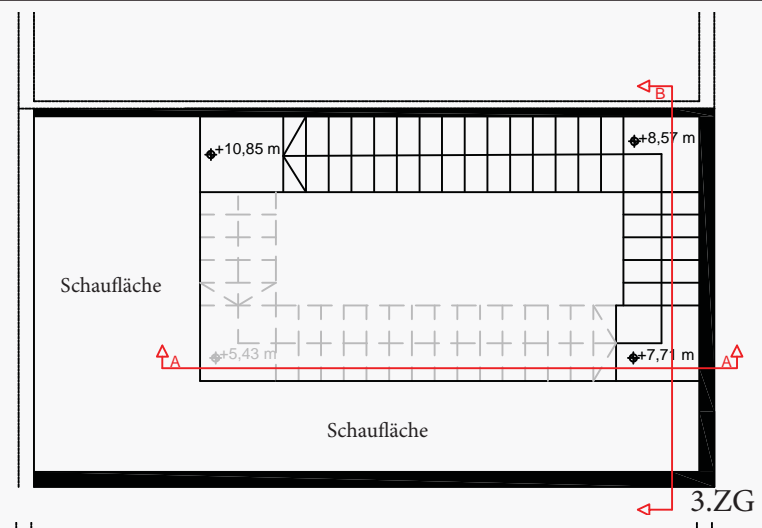 B
+10,85 m
+8,57 m
Schaufläche
A
+5,43 m
+7,71 m
A
Schaufläche
3.ZG